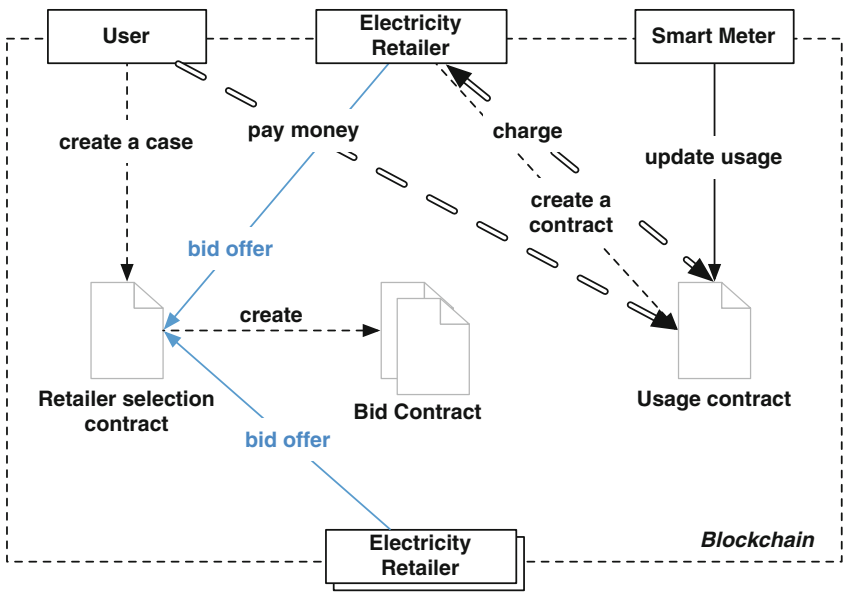 User
Electricity
Retailer
Smart Meter
create a case
pay money
charge
update usage
create a
contract
bid offer
create
Retailer selection
contract
Bid Contract
Usage contract
bid offer
Blockchain
Electricity
Retailer